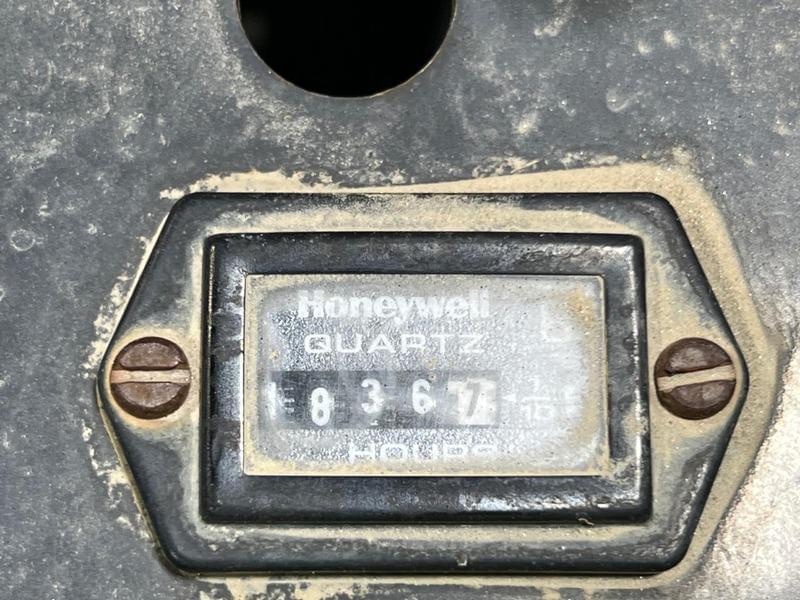 Honeywell
QUARTZ
1 8 3 6 7 1/10
HOURS